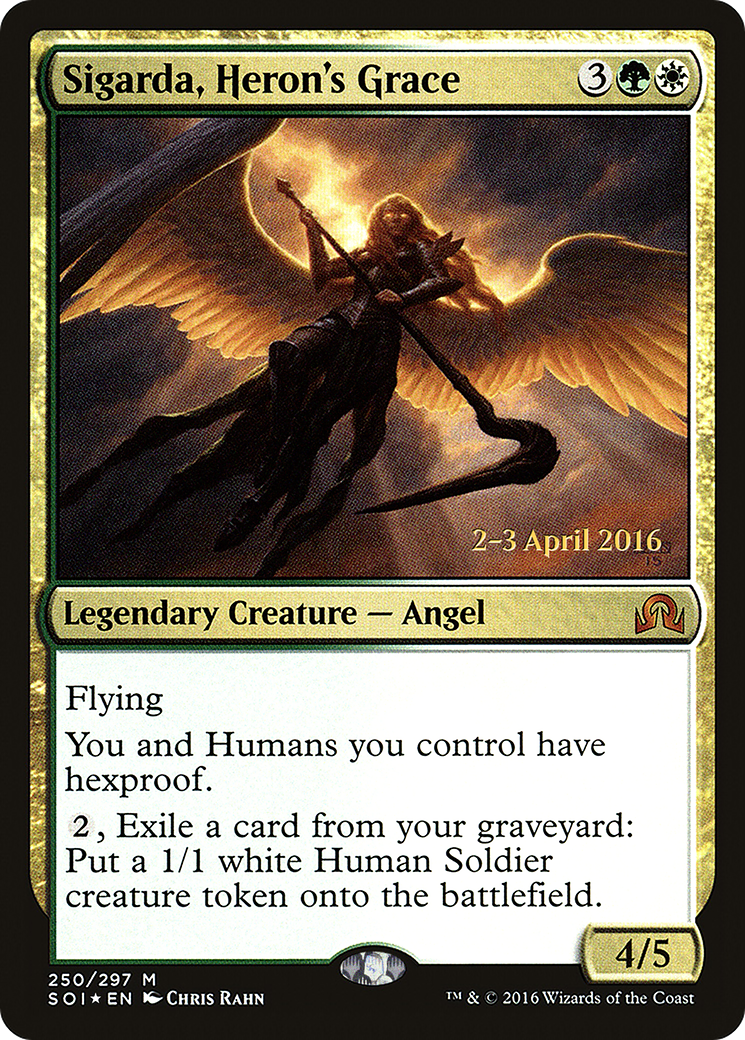 Sigarda, Heron's Grace 3
2–3 April 2016
Legendary Creature — Angel
Flying
You and Humans you control have
hexproof.
2, Exile a card from your graveyard:
Put a 1/1 white Human Soldier
creature token onto the battlefield.
4/5
250/297 M
SOI★EN Chris Rahn
™ & © 2016 Wizards of the Coast